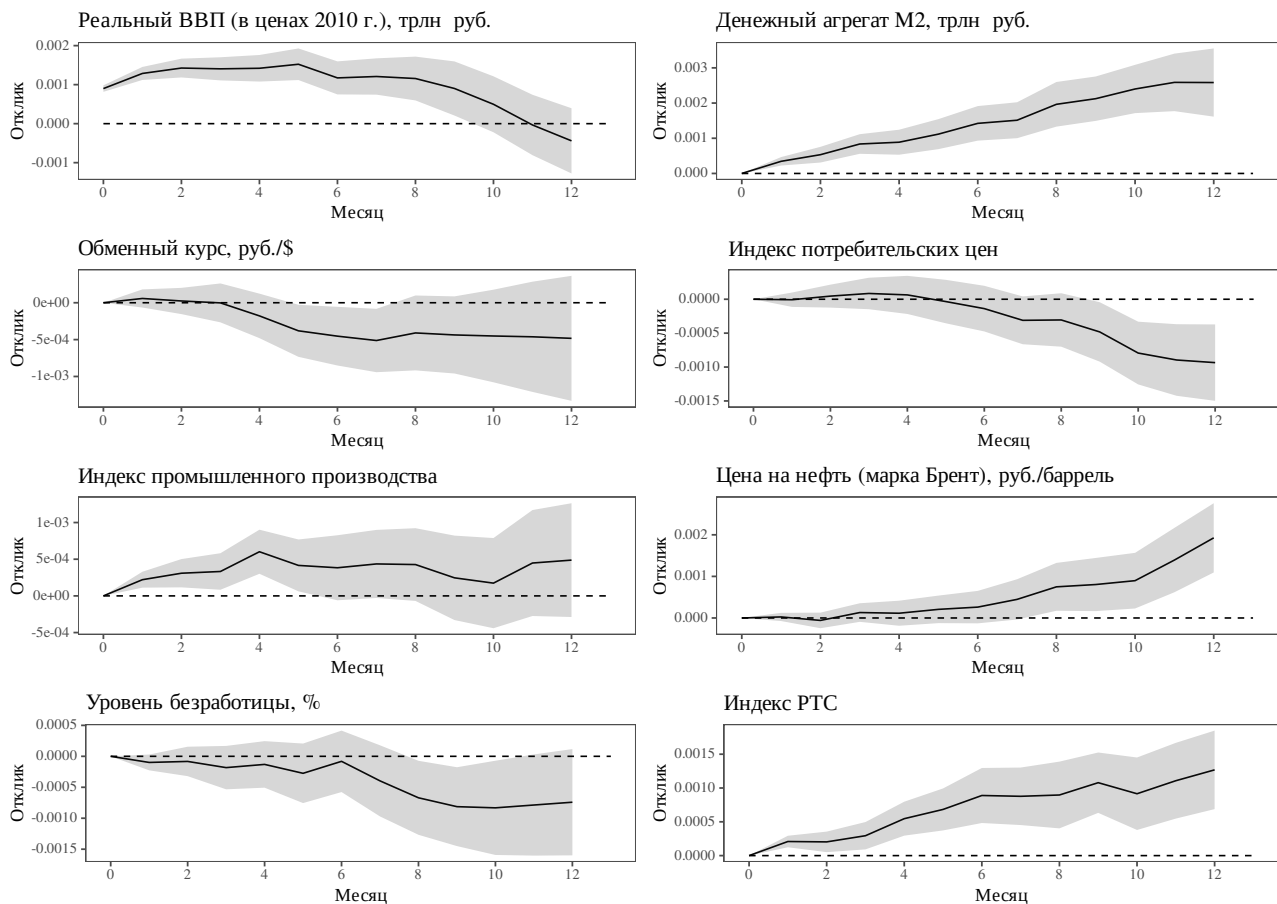 Реальный ВВП (в ценах 2010 г.), трлн руб.
0.002
0.001
0.000
-0.001
Отклик
0 2 4 6 8 10 12
Месяц
Денежный агрегат М2, трлн руб.
0.003
0.002
0.001
0.000
Отклик
0 2 4 6 8 10 12
Месяц
Обменный курс, руб./$
0e+00
-5e-04
-1e-03
Отклик
0 2 4 6 8 10 12
Месяц
Индекс потребительских цен
0.0000
-0.0005
-0.0010
-0.0015
Отклик
0 2 4 6 8 10 12
Месяц
Индекс промышленного производства
1e-03
5e-04
0e+00
-5e-04
Отклик
0 2 4 6 8 10 12
Месяц
Цена на нефть (марка Брент), руб./баррель
0.002
0.001
0.000
Отклик
0 2 4 6 8 10 12
Месяц
Уровень безработицы, %
0.0005
0.0000
-0.0005
-0.0010
-0.0015
Отклик
0 2 4 6 8 10 12
Месяц
Индекс РТС
0.0015
0.0010
0.0005
0.0000
Отклик
0 2 4 6 8 10 12
Месяц